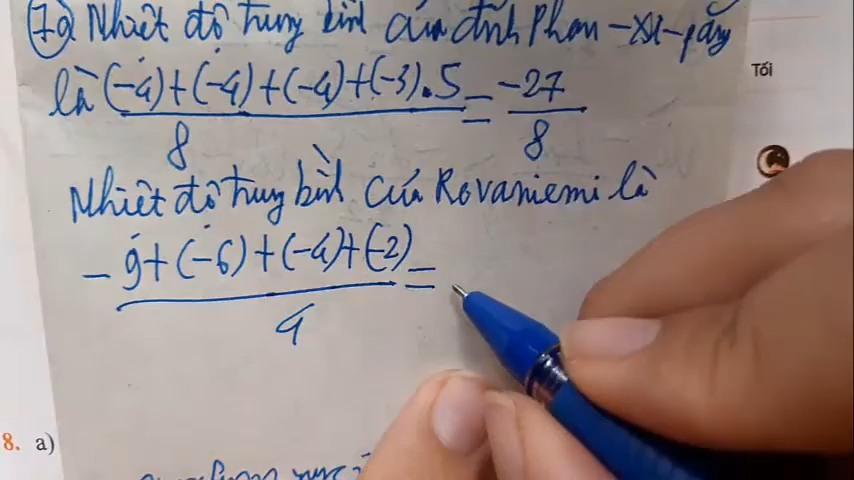 7a) Nhiệt độ trung bình của đỉnh Phan-Xi-păng
là (-4)+(-4)+(-4)+(-3).5 = -27
8 8
Nhiệt độ trung bình của Rovaniemi là
-9+(-6)+(-4)+(-2) =
4
Tối
8. a)